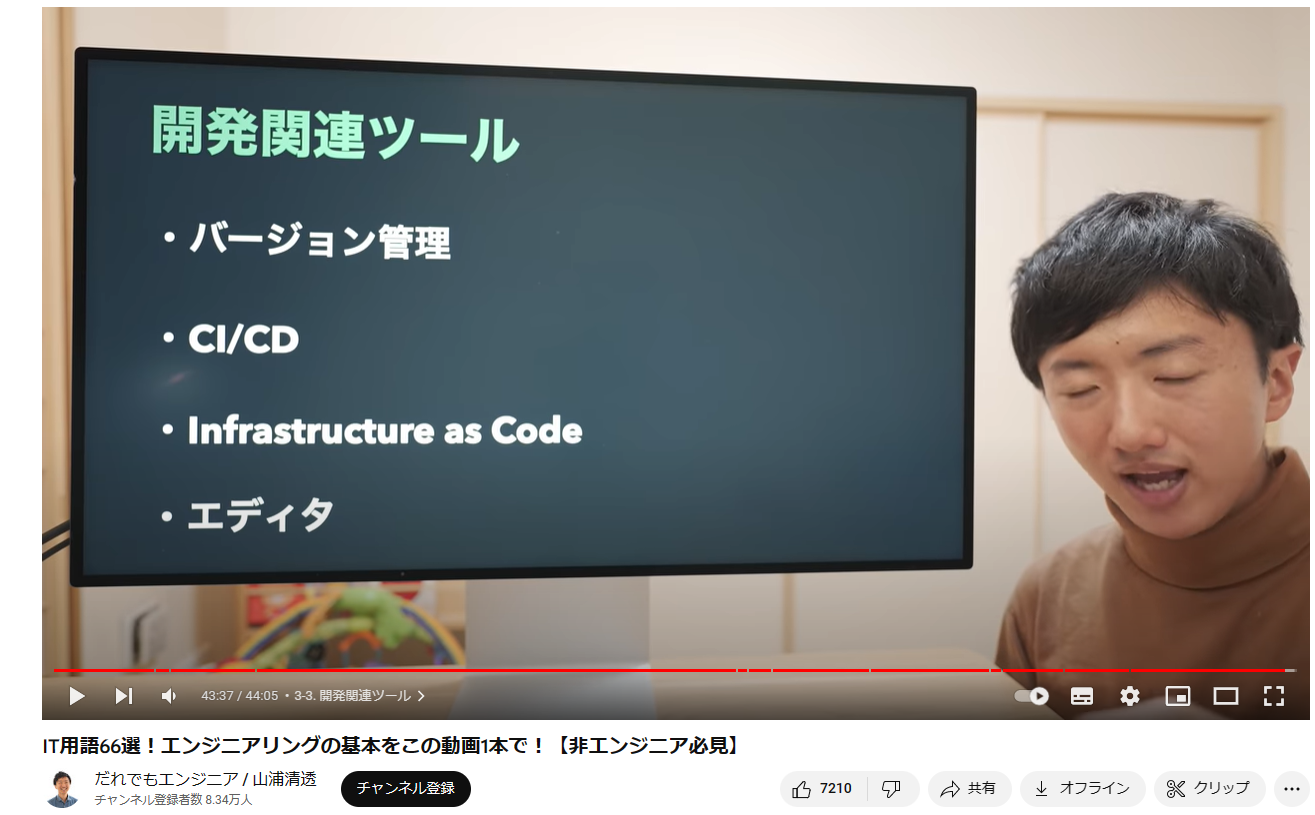 開発関連ツール
・バージョン管理
・CI/CD
・Infrastructure as Code
・エディタ
43:37 / 44:05 • 3-3. 開発関連ツール
IT用語66選！エンジニアリングの基本をこの動画1本で！【非エンジニア必見】
だれでもエンジニア / 山浦清透
チャンネル登録者数 8.34万人
チャンネル登録
7210
共有
オフライン
クリップ